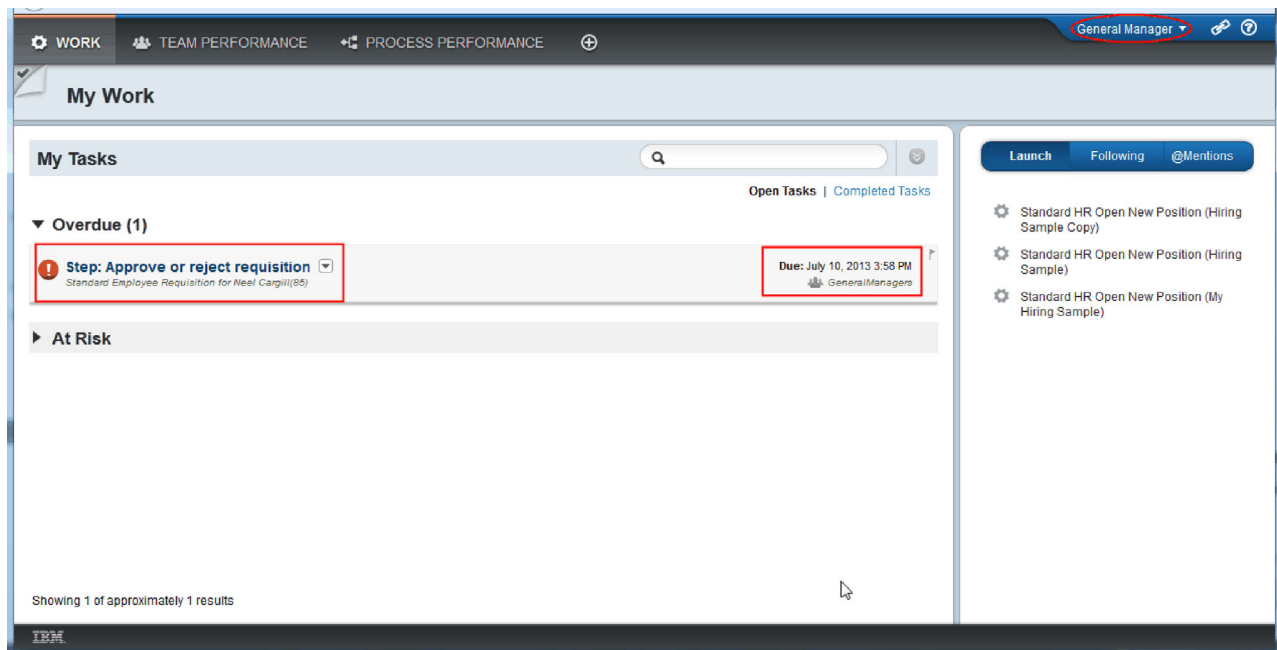 WORK TEAM PERFORMANCE PROCESS PERFORMANCE General Manager
My Work
My Tasks
Open Tasks | Completed Tasks
Overdue (1)
Step: Approve or reject requisition
Standard Employee Requisition for Neel Cargill(85)
Due: July 10, 2013 3:58 PM
GeneralManagers
At Risk
Showing 1 of approximately 1 results
Launch Following @Mentions
Standard HR Open New Position (Hiring
Sample Copy)
Standard HR Open New Position (Hiring
Sample)
Standard HR Open New Position (My
Hiring Sample)
IBM